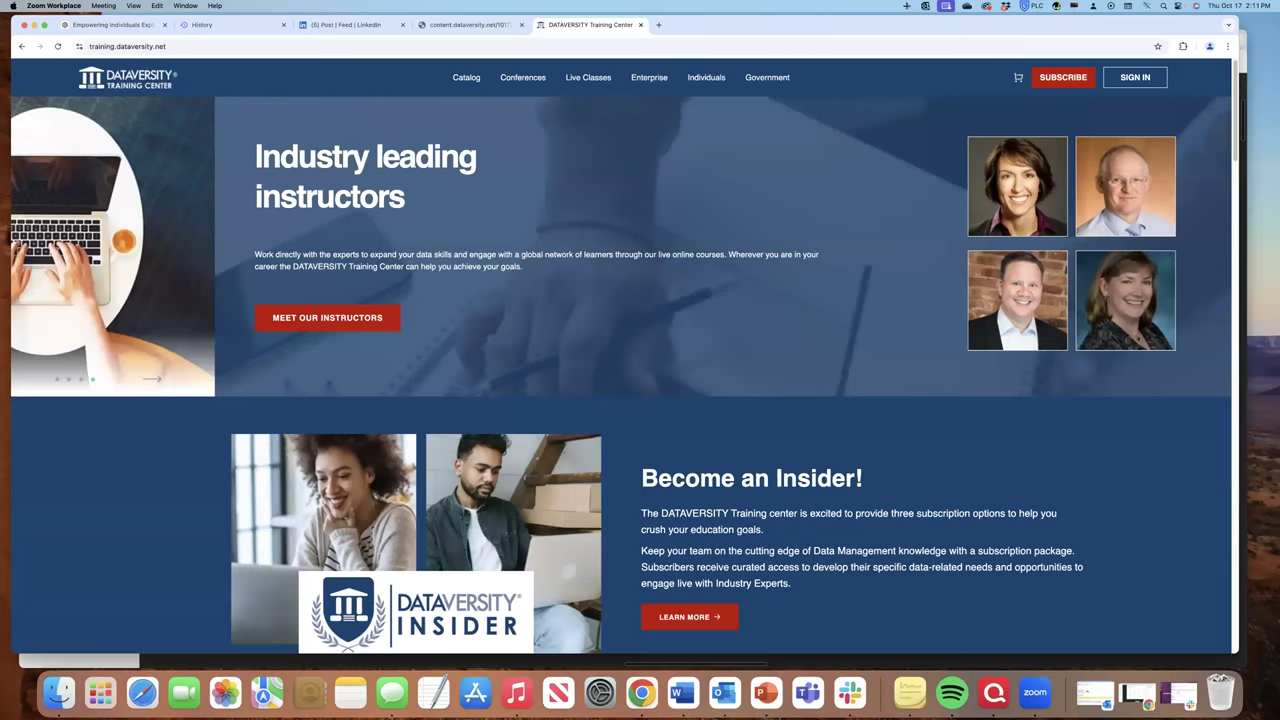 Zoom Workplace Meeting View Edit Window Help
PLC
Thu Oct 17 2:11 PM
Empowering Individuals Exp
History
(5) Post | Feed | LinkedIn
content.dataversity.net/1017
DATAVERSITY Training Center
training.dataversity.net
DATAVERSITY®
TRAINING CENTER
Catalog Conferences Live Classes Enterprise Individuals Government
SUBSCRIBE
SIGN IN
Industry leading
instructors
Work directly with the experts to expand your data skills and engage with a global network of learners through our live online courses. Wherever you are in your
career the DATAVERSITY Training Center can help you achieve your goals.
MEET OUR INSTRUCTORS
Become an Insider!
The DATAVERSITY Training center is excited to provide three subscription options to help you
crush your education goals.
Keep your team on the cutting edge of Data Management knowledge with a subscription package.
Subscribers receive curated access to develop their specific data-related needs and opportunities to
engage live with Industry Experts.
LEARN MORE →
DATAVERSITY®
INSIDER
zoom